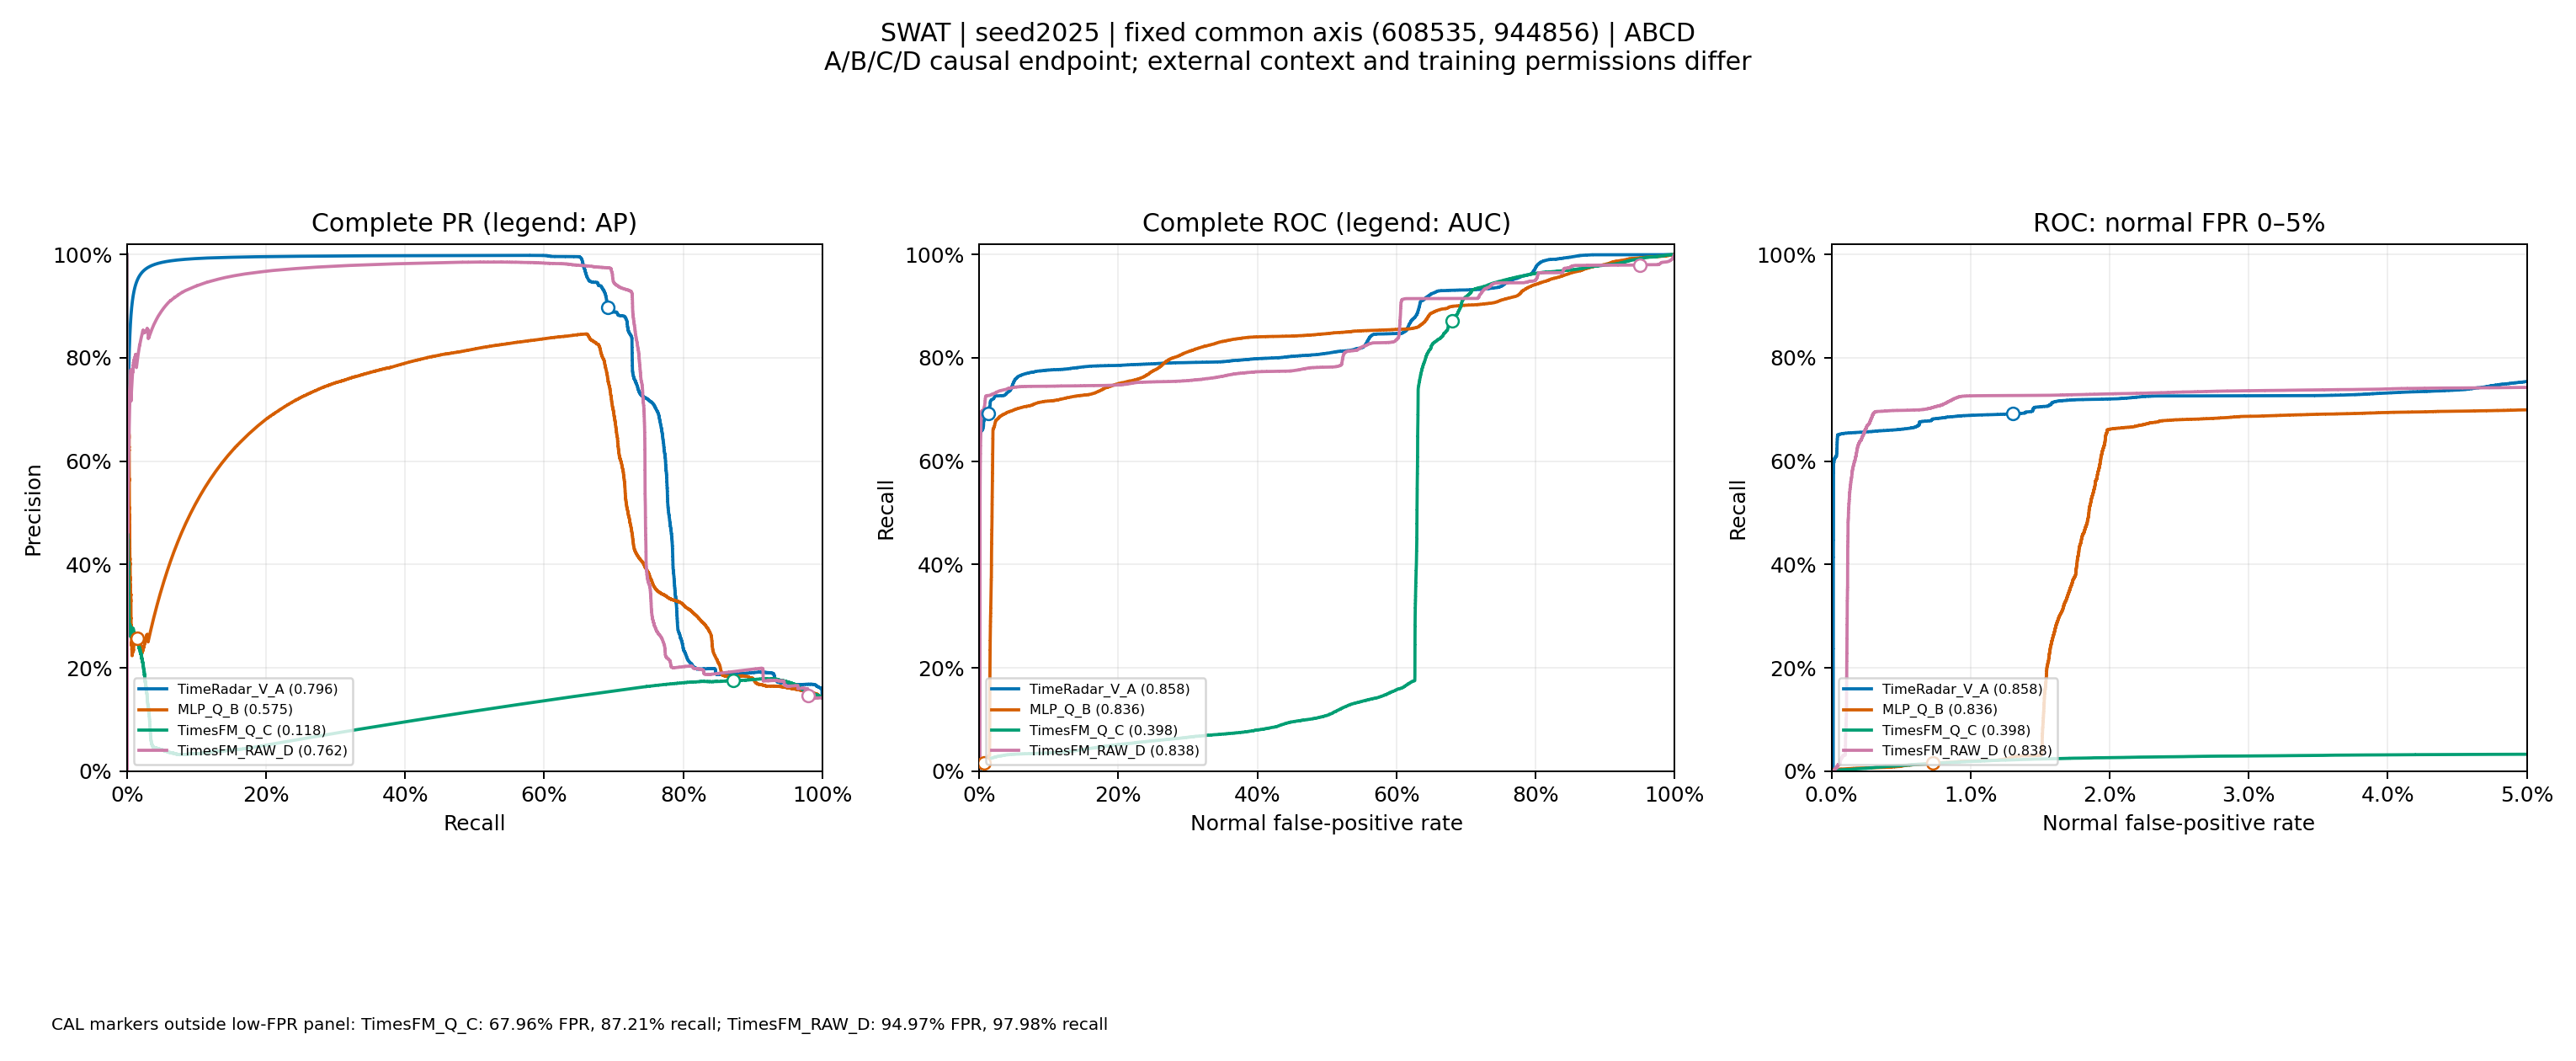 SWAT | seed2025 | fixed common axis (608535, 944856) | ABCD
A/B/C/D causal endpoint; external context and training permissions differ
Complete PR (legend: AP)
100%
80%
60%
40%
20%
0%
Precision
TimeRadar_V_A (0.796)
MLP_Q_B (0.575)
TimesFM_Q_C (0.118)
TimesFM_RAW_D (0.762)
0%
20%
40%
60%
80%
100%
Recall
Complete ROC (legend: AUC)
100%
80%
60%
40%
20%
0%
Recall
TimeRadar_V_A (0.858)
MLP_Q_B (0.836)
TimesFM_Q_C (0.398)
TimesFM_RAW_D (0.838)
0%
20%
40%
60%
80%
100%
Normal false-positive rate
ROC: normal FPR 0–5%
100%
80%
60%
40%
20%
0%
Recall
TimeRadar_V_A (0.858)
MLP_Q_B (0.836)
TimesFM_Q_C (0.398)
TimesFM_RAW_D (0.838)
0.0%
1.0%
2.0%
3.0%
4.0%
5.0%
Normal false-positive rate
CAL markers outside low-FPR panel: TimesFM_Q_C: 67.96% FPR, 87.21% recall; TimesFM_RAW_D: 94.97% FPR, 97.98% recall